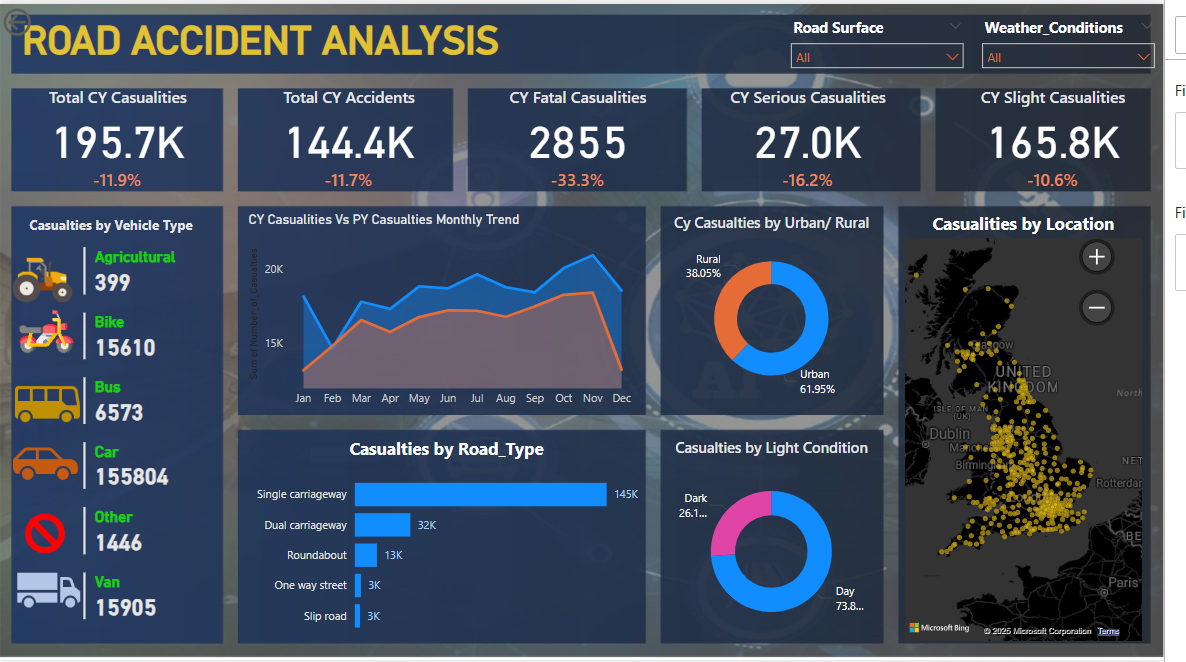 ROAD ACCIDENT ANALYSIS
Road Surface
All
Weather_Conditions
All
Total CY Casualities
195.7K
-11.9%
Total CY Accidents
144.4K
-11.7%
CY Fatal Casualities
2855
-33.3%
CY Serious Casualities
27.0K
-16.2%
CY Slight Casualities
165.8K
-10.6%
Casualties by Vehicle Type
Agricultural
399
Bike
15610
Bus
6573
Car
155804
Other
1446
Van
15905
CY Casualities Vs PY Casualties Monthly Trend
Sum of Number_of_Casualties
20K
15K
Jan Feb Mar Apr May Jun Jul Aug Sep Oct Nov Dec
Cy Casualties by Urban/ Rural
Rural
38.05%
Urban
61.95%
Casualties by Road_Type
Single carriageway 145K
Dual carriageway 32K
Roundabout 13K
One way street 3K
Slip road 3K
Casualties by Light Condition
Dark
26.1...
Day
73.8...
Casualities by Location
+
−
Glasgow
UNITED
KINGDOM
North
ISLE OF MAN
(UK)
Dublin
Birming
NET
Rotterdar
BE
Paris
Microsoft Bing
© 2025 Microsoft Corporation Terms
Fi
Fi